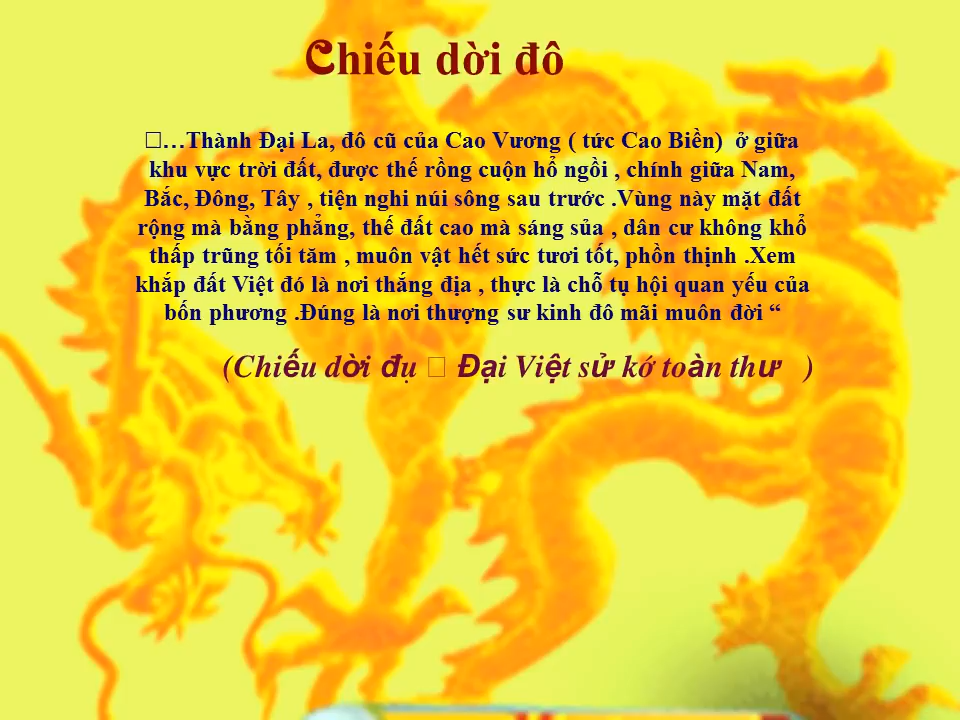 Chiếu dời đô
□…Thành Đại La, đô cũ của Cao Vương ( tức Cao Biền) ở giữa
khu vực trời đất, được thế rồng cuộn hổ ngồi , chính giữa Nam,
Bắc, Đông, Tây , tiện nghi núi sông sau trước .Vùng này mặt đất
rộng mà bằng phẳng, thế đất cao mà sáng sủa , dân cư không khổ
thấp trũng tối tăm , muôn vật hết sức tươi tốt, phồn thịnh .Xem
khắp đất Việt đó là nơi thắng địa , thực là chỗ tụ hội quan yếu của
bốn phương .Đúng là nơi thượng sư kinh đô mãi muôn đời “
(Chiếu dời đụ □ Đại Việt sử kớ toàn thư )